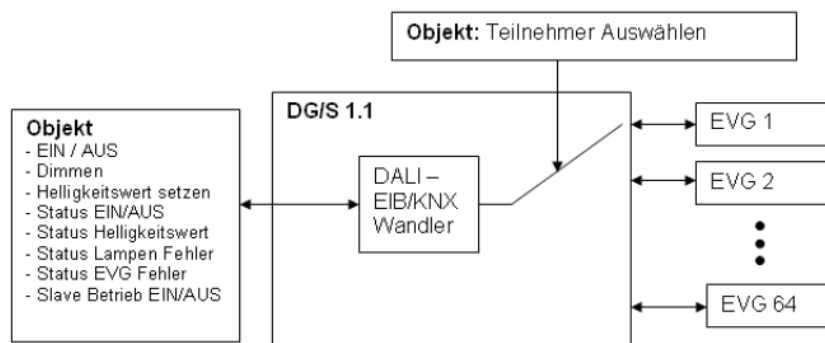 Objekt: Teilnehmer Auswählen
DG/S 1.1
Objekt
- EIN / AUS
- Dimmen
- Helligkeitswert setzen
- Status EIN/AUS
- Status Helligkeitswert
- Status Lampen Fehler
- Status EVG Fehler
- Slave Betrieb EIN/AUS
DALI –
EIB/KNX
Wandler
EVG 1
EVG 2
EVG 64